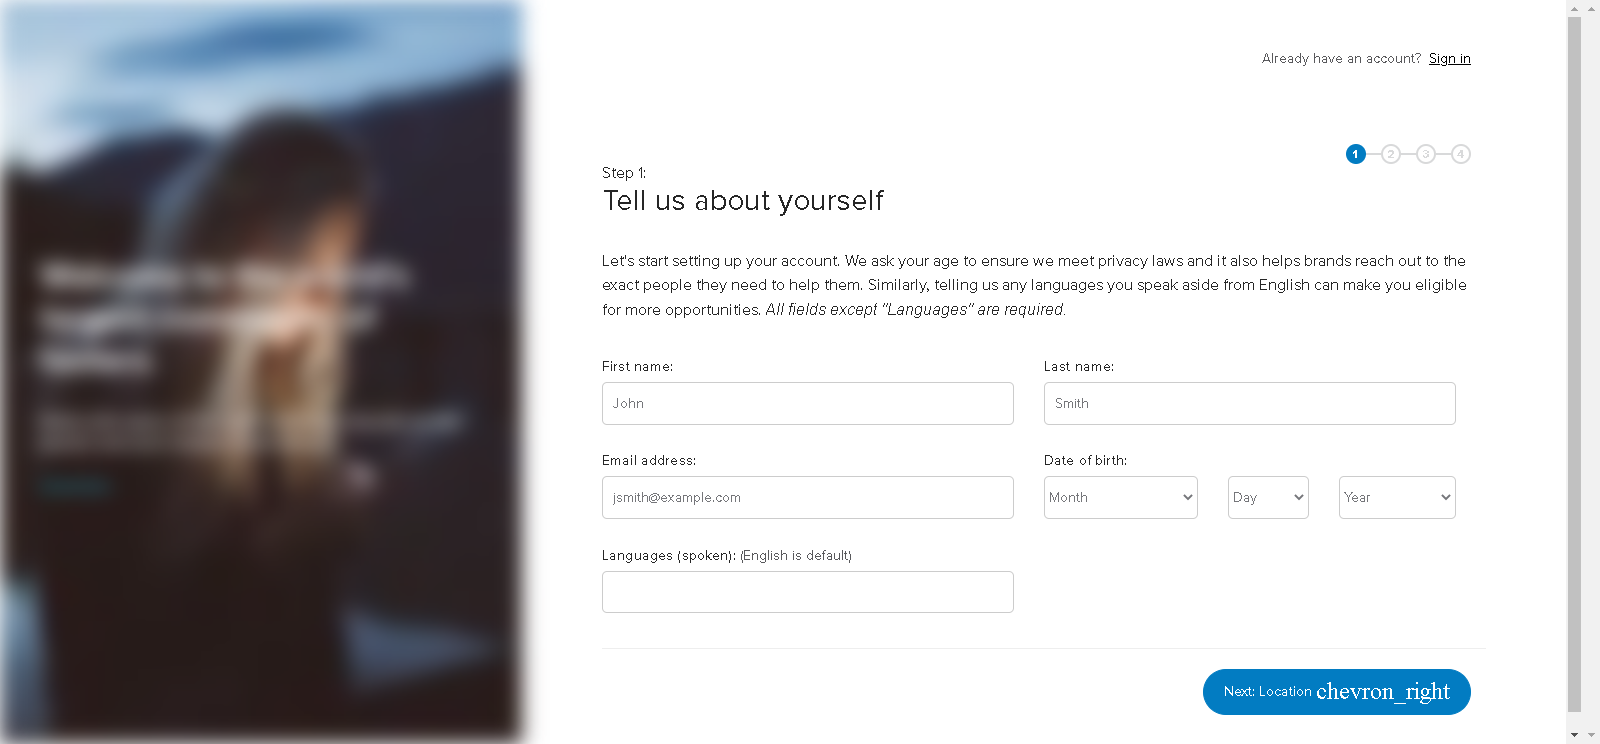 Already have an account? Sign in
1 2 3 4
Step 1:
Tell us about yourself
Let's start setting up your account. We ask your age to ensure we meet privacy laws and it also helps brands reach out to the
exact people they need to help them. Similarly, telling us any languages you speak aside from English can make you eligible
for more opportunities. All fields except "Languages" are required.
First name:
Last name:
John
Smith
Email address:
Date of birth:
jsmith@example.com
Month
Day
Year
Languages (spoken): (English is default)
Next: Location chevron_right